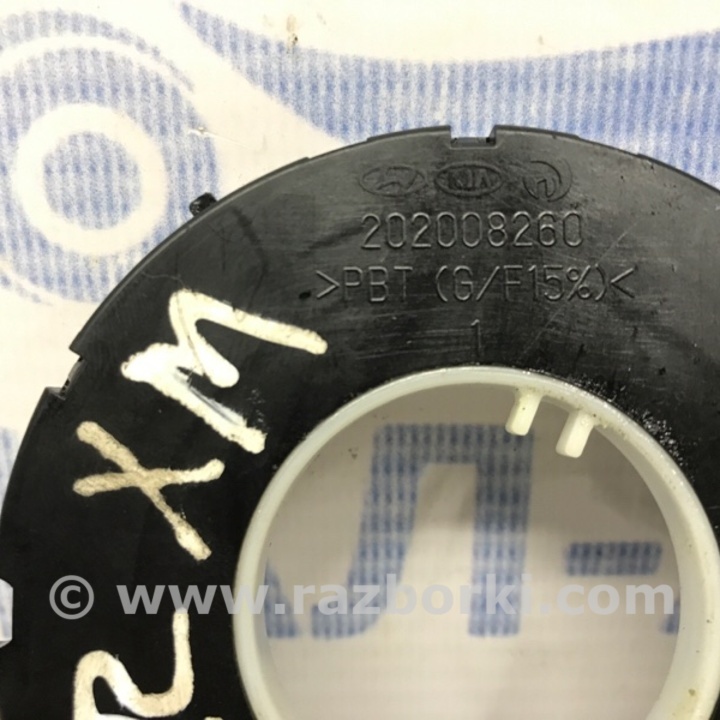 KIA
202008260
>PBT (G/F15%)<
1
XM
© www.razborki.com